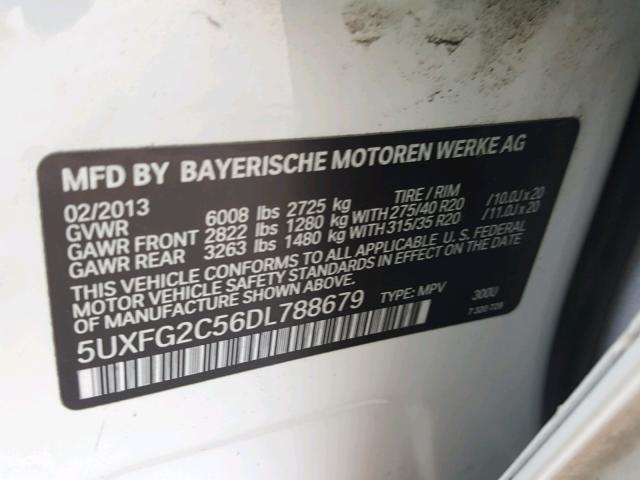 MFD BY BAYERISCHE MOTOREN WERKE AG
02/2013 TIRE / RIM
GVWR 6008 lbs 2725 kg
GAWR FRONT 2822 lbs 1280 kg WITH 275/40 R20 /10.0J x 20
GAWR REAR 3263 lbs 1480 kg WITH 315/35 R20 /11.0J x 20
THIS VEHICLE CONFORMS TO ALL APPLICABLE U.S. FEDERAL
MOTOR VEHICLE SAFETY STANDARDS IN EFFECT ON THE DATE
OF MANUFACTURE SHOWN ABOVE.
5UXFG2C56DL788679 TYPE: MPV 300U
7 320 726